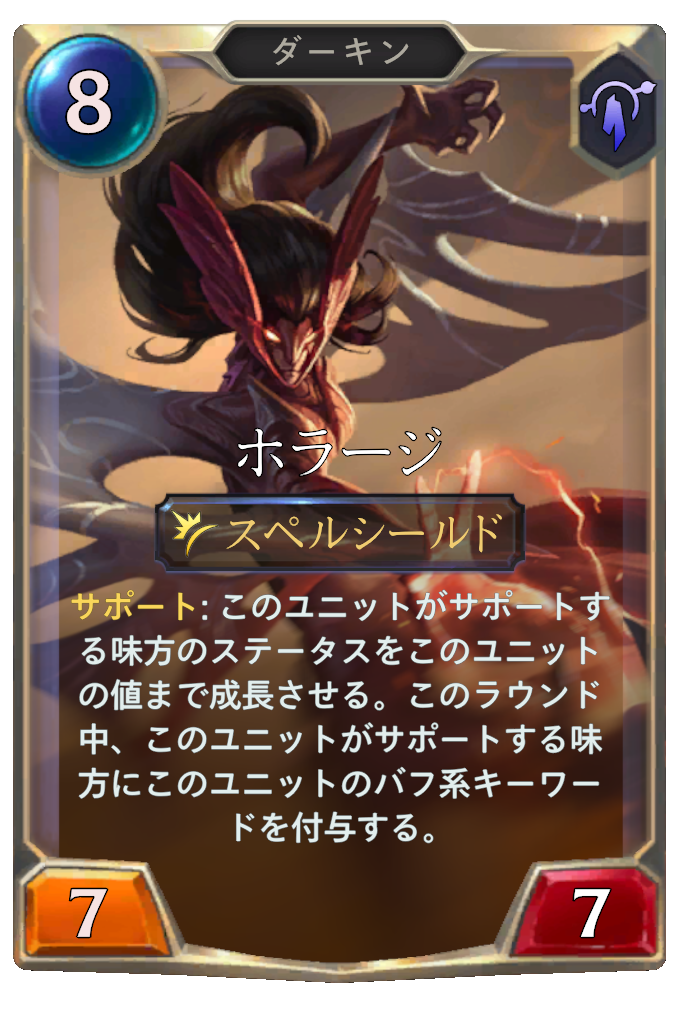 ダーキン
8
ホラージ
スペルシールド
サポート: このユニットがサポートす
る味方のステータスをこのユニット
の値まで成長させる。このラウンド
中、このユニットがサポートする味
方にこのユニットのバフ系キーワー
ドを付与する。
7
7